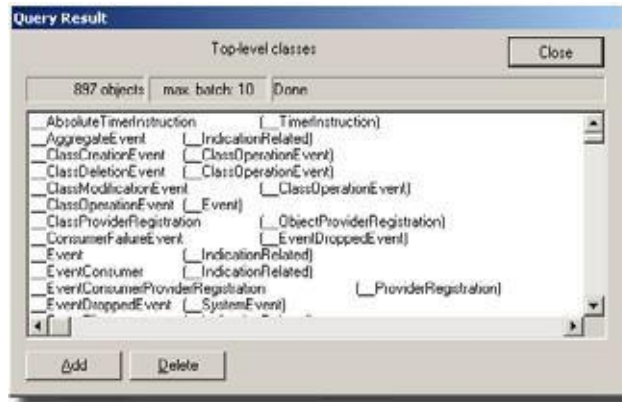 Query Result
Top-level classes
Close
897 objects
max. batch: 10
Done
__AbsoluteTimerInstruction (__TimerInstruction)
__AggregateEvent (__IndicationRelated)
__ClassCreationEvent (__ClassOperationEvent)
__ClassDeletionEvent (__ClassOperationEvent)
__ClassModificationEvent (__ClassOperationEvent)
__ClassOperationEvent (__Event)
__ClassProviderRegistration (__ObjectProviderRegistration)
__ConsumerFailureEvent (__EventDroppedEvent)
__Event (__IndicationRelated)
__EventConsumer (__IndicationRelated)
__EventConsumerProviderRegistration (__ProviderRegistration)
__EventDroppedEvent (__SystemEvent)
Add
Delete